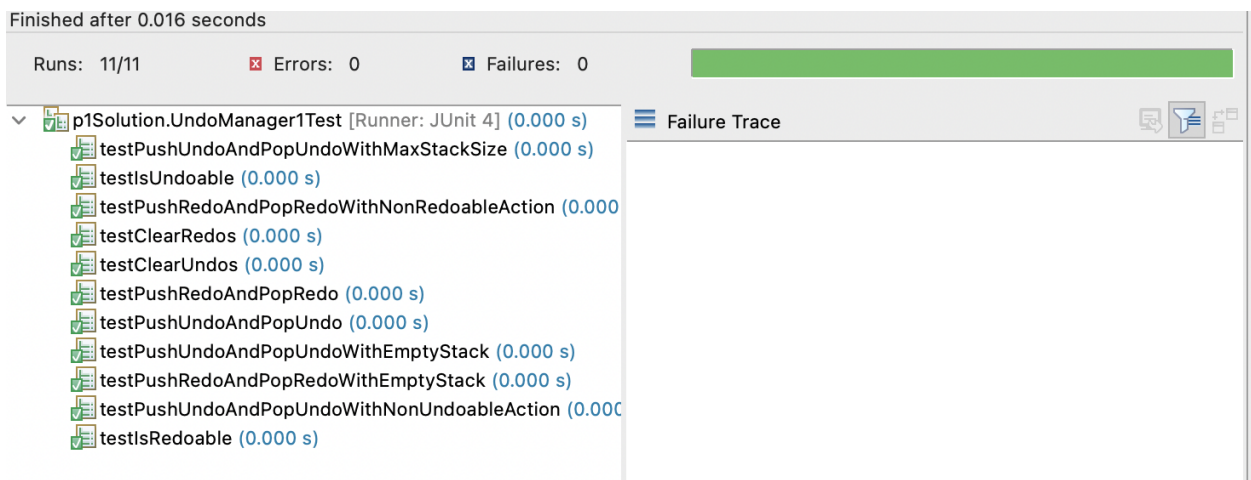 Finished after 0.016 seconds
Runs: 11/11 Errors: 0 Failures: 0
p1Solution.UndoManager1Test [Runner: JUnit 4] (0.000 s)
Failure Trace
testPushUndoAndPopUndoWithMaxStackSize (0.000 s)
testIsUndoable (0.000 s)
testPushRedoAndPopRedoWithNonRedoableAction (0.000
testClearRedos (0.000 s)
testClearUndos (0.000 s)
testPushRedoAndPopRedo (0.000 s)
testPushUndoAndPopUndo (0.000 s)
testPushUndoAndPopUndoWithEmptyStack (0.000 s)
testPushRedoAndPopRedoWithEmptyStack (0.000 s)
testPushUndoAndPopUndoWithNonUndoableAction (0.000
testIsRedoable (0.000 s)